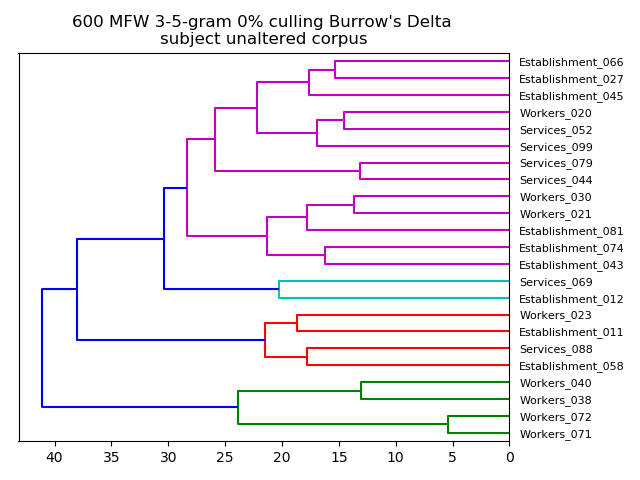 600 MFW 3-5-gram 0% culling Burrow's Delta
subject unaltered corpus
Establishment_066
Establishment_027
Establishment_045
Workers_020
Services_052
Services_099
Services_079
Services_044
Workers_030
Workers_021
Establishment_081
Establishment_074
Establishment_043
Services_069
Establishment_012
Workers_023
Establishment_011
Services_088
Establishment_058
Workers_040
Workers_038
Workers_072
Workers_071
40 35 30 25 20 15 10 5 0